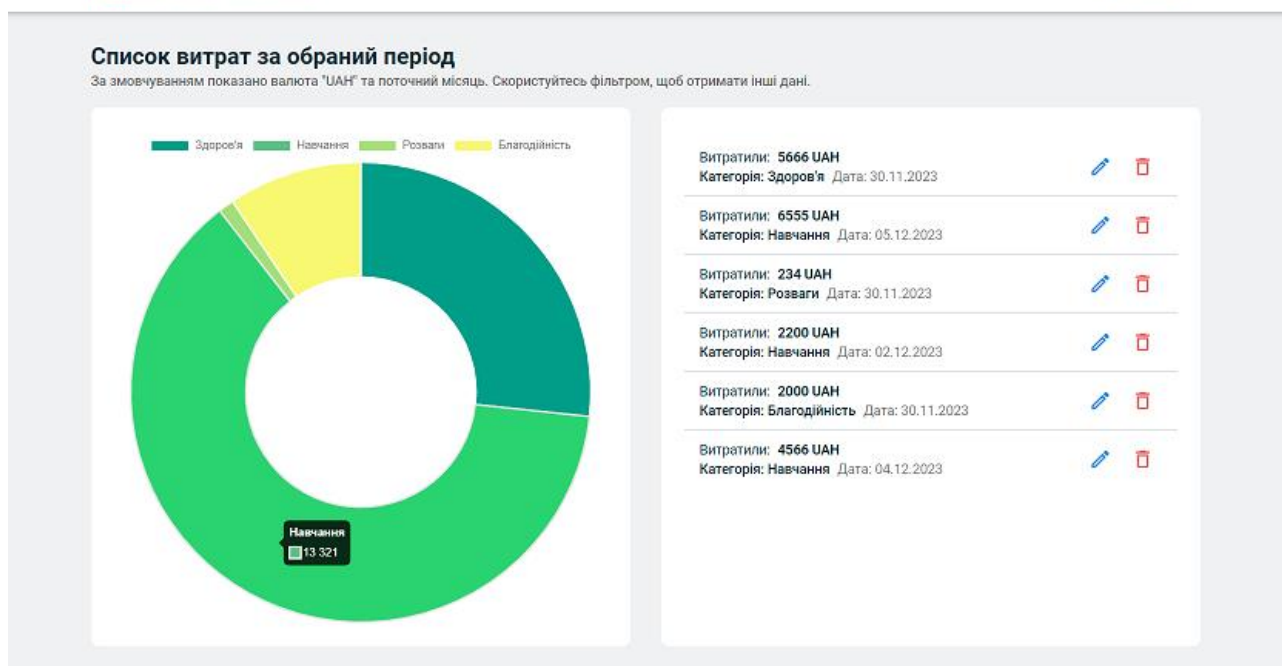 Список витрат за обраний період
За змовчуванням показано валюта "UAH" та поточний місяць. Скористуйтесь фільтром, щоб отримати інші дані.
Здоров'я Навчання Розваги Благодійність
Навчання
13 321
Витратили: 5666 UAH
Категорія: Здоров'я Дата: 30.11.2023
Витратили: 6555 UAH
Категорія: Навчання Дата: 05.12.2023
Витратили: 234 UAH
Категорія: Розваги Дата: 30.11.2023
Витратили: 2200 UAH
Категорія: Навчання Дата: 02.12.2023
Витратили: 2000 UAH
Категорія: Благодійність Дата: 30.11.2023
Витратили: 4566 UAH
Категорія: Навчання Дата: 04.12.2023